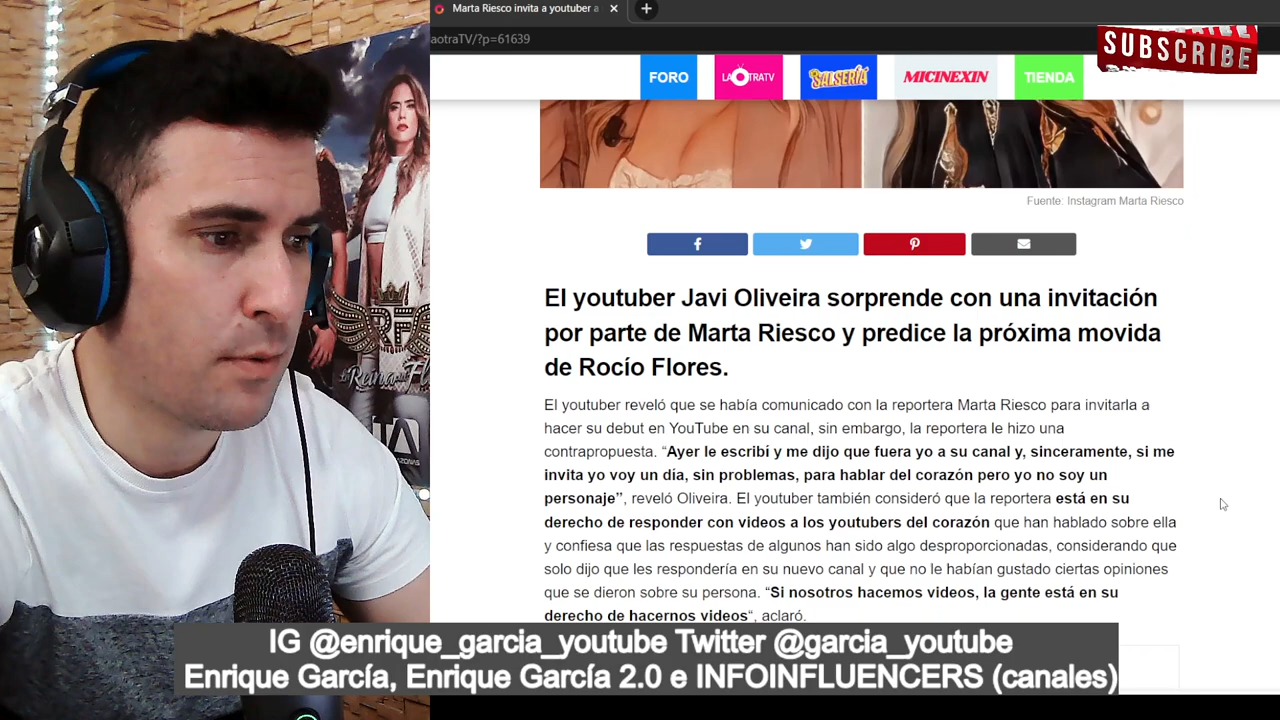 Marta Riesco invita a youtuber a
SUBSCRIBE
aotraTV/?p=61639
FORO
LAOTRATV
SALSERÍA
MICINEXIN
TIENDA
Fuente: Instagram Marta Riesco
El youtuber Javi Oliveira sorprende con una invitación
por parte de Marta Riesco y predice la próxima movida
de Rocío Flores.
El youtuber reveló que se había comunicado con la reportera Marta Riesco para invitarla a
hacer su debut en YouTube en su canal, sin embargo, la reportera le hizo una
contrapropuesta. “Ayer le escribí y me dijo que fuera yo a su canal y, sinceramente, si me
invita yo voy un día, sin problemas, para hablar del corazón pero yo no soy un
personaje”, reveló Oliveira. El youtuber también consideró que la reportera está en su
derecho de responder con videos a los youtubers del corazón que han hablado sobre ella
y confiesa que las respuestas de algunos han sido algo desproporcionadas, considerando que
solo dijo que les respondería en su nuevo canal y que no le habían gustado ciertas opiniones
que se dieron sobre su persona. “Si nosotros hacemos videos, la gente está en su
derecho de hacernos videos“, aclaró.
IG @enrique_garcia_youtube Twitter @garcia_youtube
Enrique García, Enrique García 2.0 e INFOINFLUENCERS (canales)